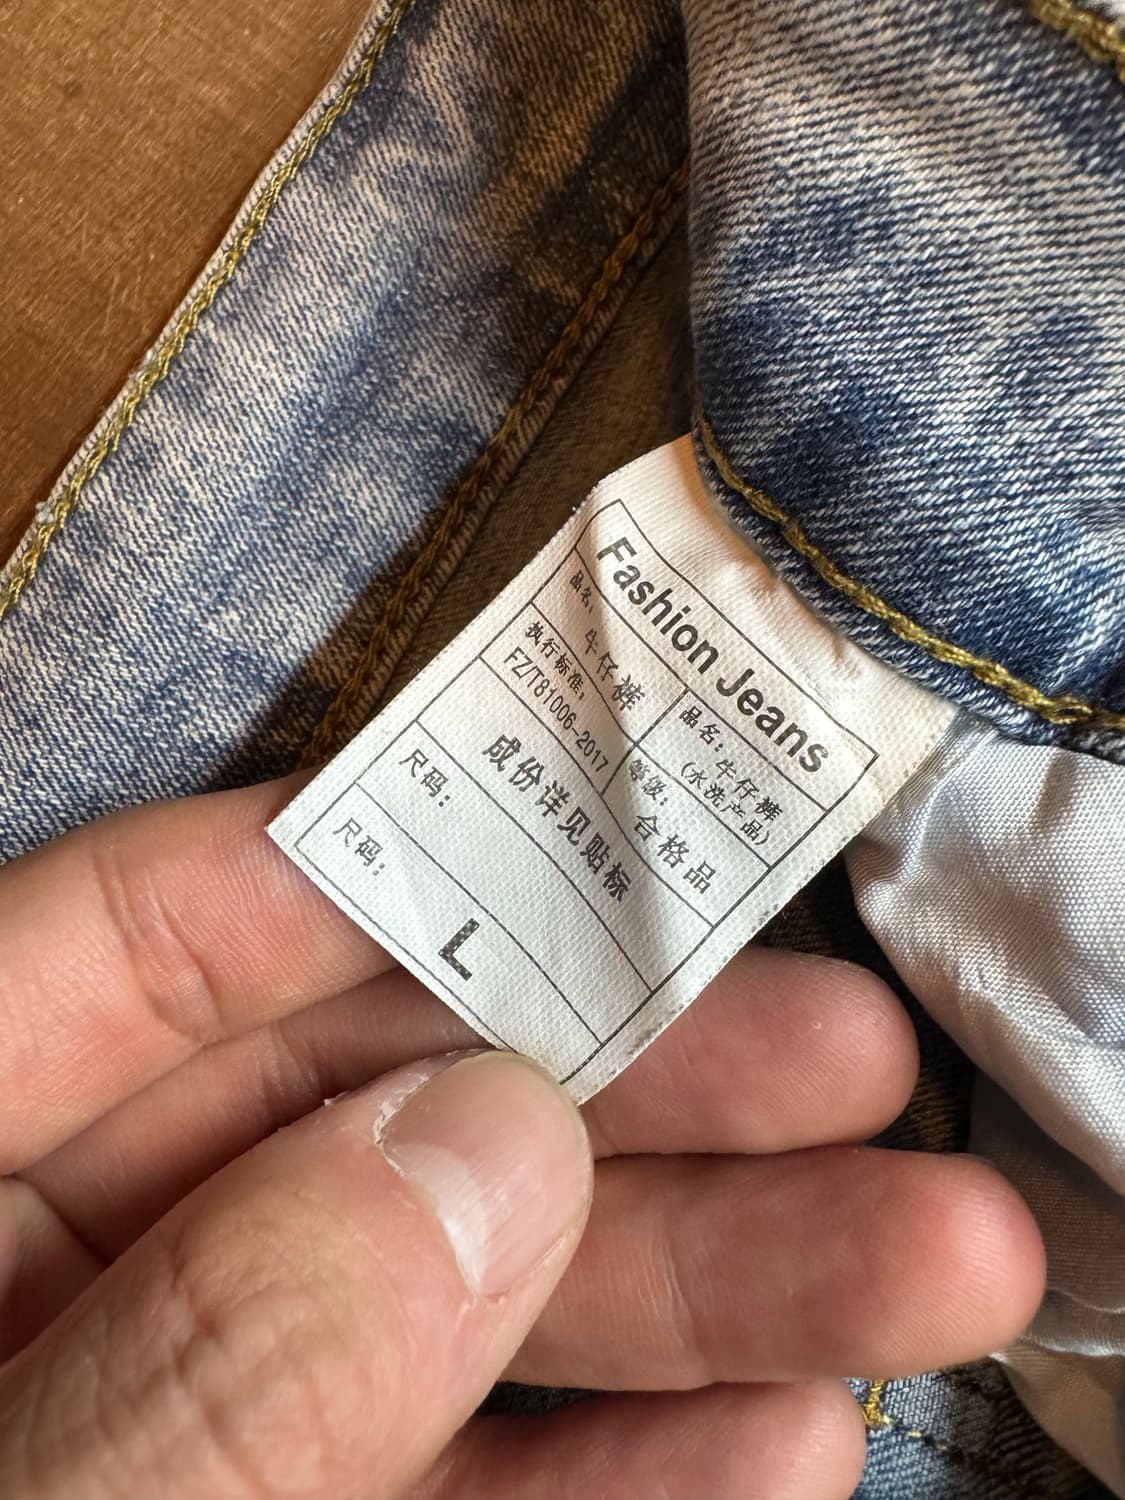 Fashion Jeans
品名: 牛仔裤
品名: 牛仔裤
(水洗产品)
执行标准:
FZ/T81006-2017
等级: 合格品
成份详见贴标
尺码:
尺码: L